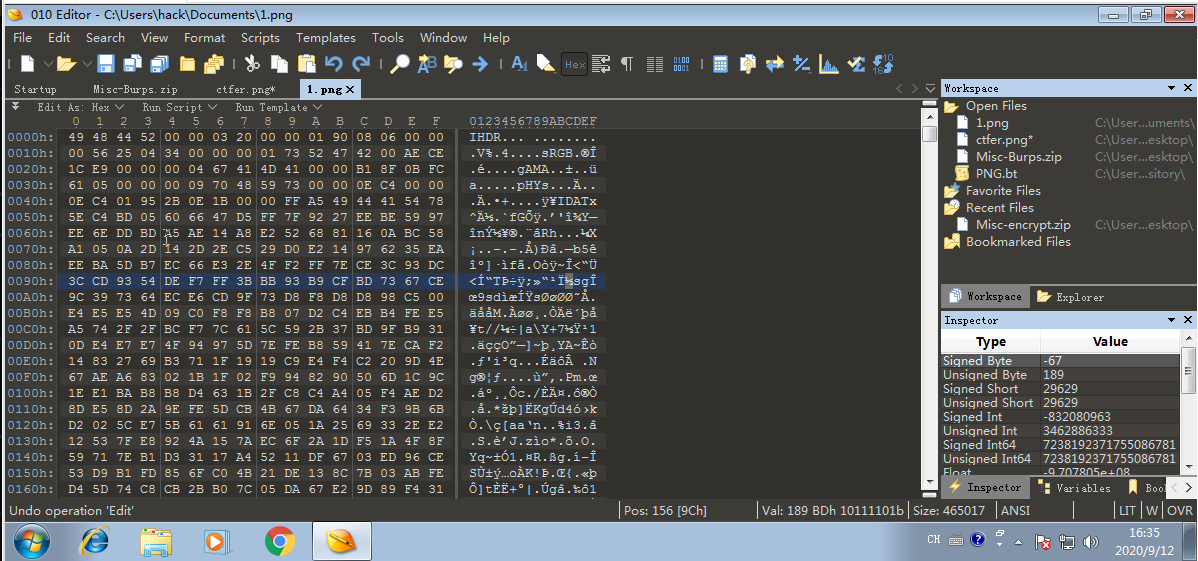 010 Editor - C:\Users\hack\Documents\1.png
File Edit Search View Format Scripts Templates Tools Window Help
Startup Misc-Burps.zip ctfer.png* 1.png
Edit As: Hex Run Script Run Template
0 1 2 3 4 5 6 7 8 9 A B C D E F 0123456789ABCDEF
0000h: 49 48 44 52 00 00 03 20 00 00 01 90 08 06 00 00 IHDR... ........
0010h: 00 56 25 04 34 00 00 00 01 73 52 47 42 00 AE CE .V%.4....sRGB.®Î
0020h: 1C E9 00 00 00 04 67 41 4D 41 00 00 B1 8F 0B FC .é....gAMA..±..ü
0030h: 61 05 00 00 00 09 70 48 59 73 00 00 0E C4 00 00 a.....pHYs...Ä..
0040h: 0E C4 01 95 2B 0E 1B 00 00 FF A5 49 44 41 54 78 .Ä.•+....ÿ¥IDATx
0050h: 5E C4 BD 05 60 66 47 D5 FF 7F 92 27 EE BE 59 97 ^Ä½.`fGÕÿ.’'î¾Y—
0060h: EE 6E DD BD A5 AE 14 A8 E2 52 68 81 16 0A BC 58 înÝ½¥®.¨âRh...¼X
0070h: A1 05 0A 2D 14 2D 2E C5 29 D0 E2 14 97 62 35 EA ¡..-.-.Å)Ðâ.—b5ê
0080h: EE BA 5D B7 EC 66 E3 2E 4F F2 FF 7E CE 3C 93 DC îº]·ìfã.Oòÿ~Î<“Ü
0090h: 3C CD 93 54 DE F7 FF 3B BB 93 B9 CF BD 73 67 CE <Í“TÞ÷ÿ;»“¹Ï½sgÎ
00A0h: 9C 39 73 64 EC E6 CD 9F 73 D8 F8 D8 D8 98 C5 00 œ9sdìæÍŸsØøØØ˜Å.
00B0h: E4 E5 E5 4D 09 C0 F8 F8 B8 07 D2 C4 EB B4 FE E5 äååM.Àøø¸.ÒÄë´þå
00C0h: A5 74 2F 2F BC F7 7C 61 5C 59 2B 37 BD 9F B9 31 ¥t//¼÷|a\Y+7½Ÿ¹1
00D0h: 0D E4 E7 E7 4F 94 97 5D 7E FE B8 59 41 7E CA F2 .äççO”—]~þ¸YA~Êò
00E0h: 14 83 27 69 B3 71 1F 19 19 C9 E4 F4 C2 20 9D 4E .ƒ'i³q...ÉäôÂ .N
00F0h: 67 AE A6 83 02 1B 1F 02 F9 94 82 90 50 6D 1C 9C g®¦ƒ....ù”‚.Pm.œ
0100h: 1E E1 BA B8 B8 D4 63 1B 2F C8 C4 A4 05 F4 AE D2 .áº¸¸Ôc./ÈÄ¤.ô®Ò
0110h: 8D E5 8D 2A 9E FE 5D CB 4B 67 DA 64 34 F3 9B 6B .å.*žþ]ËKgÚd4ó›k
0120h: D2 02 5C E7 5B 61 61 91 6E 05 1A 25 69 33 2E E2 Ò.\ç[aa‘n..%i3.â
0130h: 12 53 7F E8 92 4A 15 7A EC 6F 2A 1D F5 1A 4F 8F .S.è’J.zìo*.õ.O.
0140h: 59 71 7E B1 D3 31 17 A4 52 11 DF 67 03 ED 96 CE Yq~±Ó1.¤R.ßg.í–Î
0150h: 53 D9 B1 FD 85 6F C0 4B 21 DE 13 8C 7B 03 AB FE SÙ±ý…oÀK!Þ.Œ{.«þ
0160h: D4 5D 74 C8 CB 2B B0 7C 05 DA 67 E2 9D 89 F4 31 Ô]tÈË+°|.Úgâ.‰ô1
Workspace
Open Files
1.png C:\User...uments\
ctfer.png* C:\User...esktop\
Misc-Burps.zip C:\User...esktop\
PNG.bt C:\User...sitory\
Favorite Files
Recent Files
Misc-encrypt.zip C:\User...esktop\
Bookmarked Files
Workspace Explorer
Inspector
Type Value
Signed Byte -67
Unsigned Byte 189
Signed Short 29629
Unsigned Short 29629
Signed Int -832080963
Unsigned Int 3462886333
Signed Int64 7238192371755086781
Unsigned Int64 7238192371755086781
Float -9.707805e+08
Inspector Variables
Undo operation 'Edit' Pos: 156 [9Ch] Val: 189 BDh 10111101b Size: 465017 ANSI LIT W OVR
CH 16:35
2020/9/12